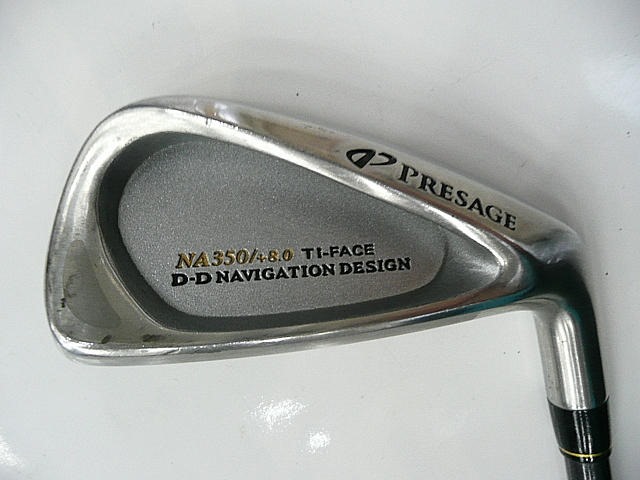 PRESAGE
NA350/+8.0 TI-FACE
D-D NAVIGATION DESIGN